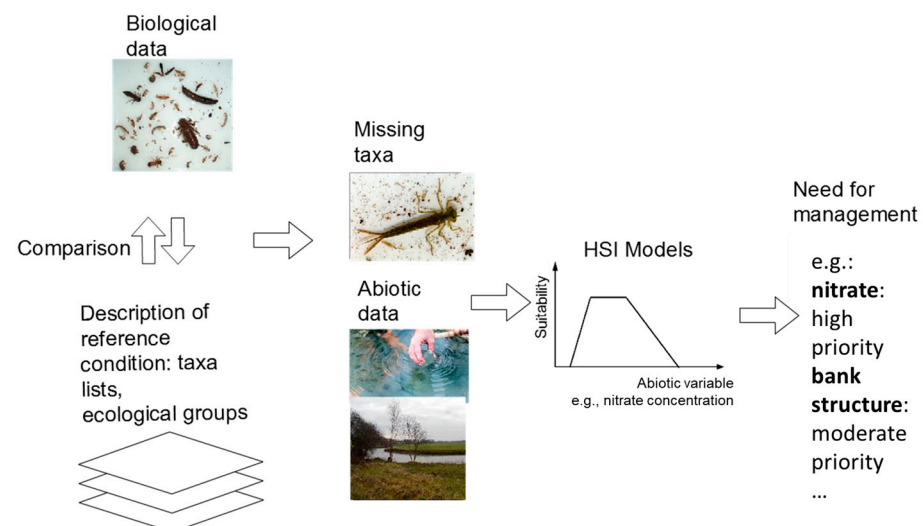 Biological
data
Comparison
Description of
reference
condition: taxa
lists,
ecological groups
Missing
taxa
Abiotic
data
HSI Models
Suitability
Abiotic variable
e.g., nitrate concentration
Need for
management
e.g.:
nitrate:
high
priority
bank
structure:
moderate
priority
...